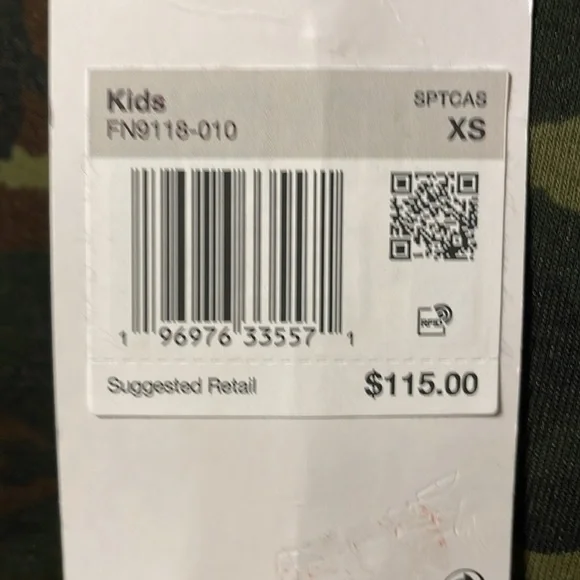 Kids
SPTCAS
FN9118-010
XS
RFID
1 96976 33557 1
Suggested Retail
$115.00